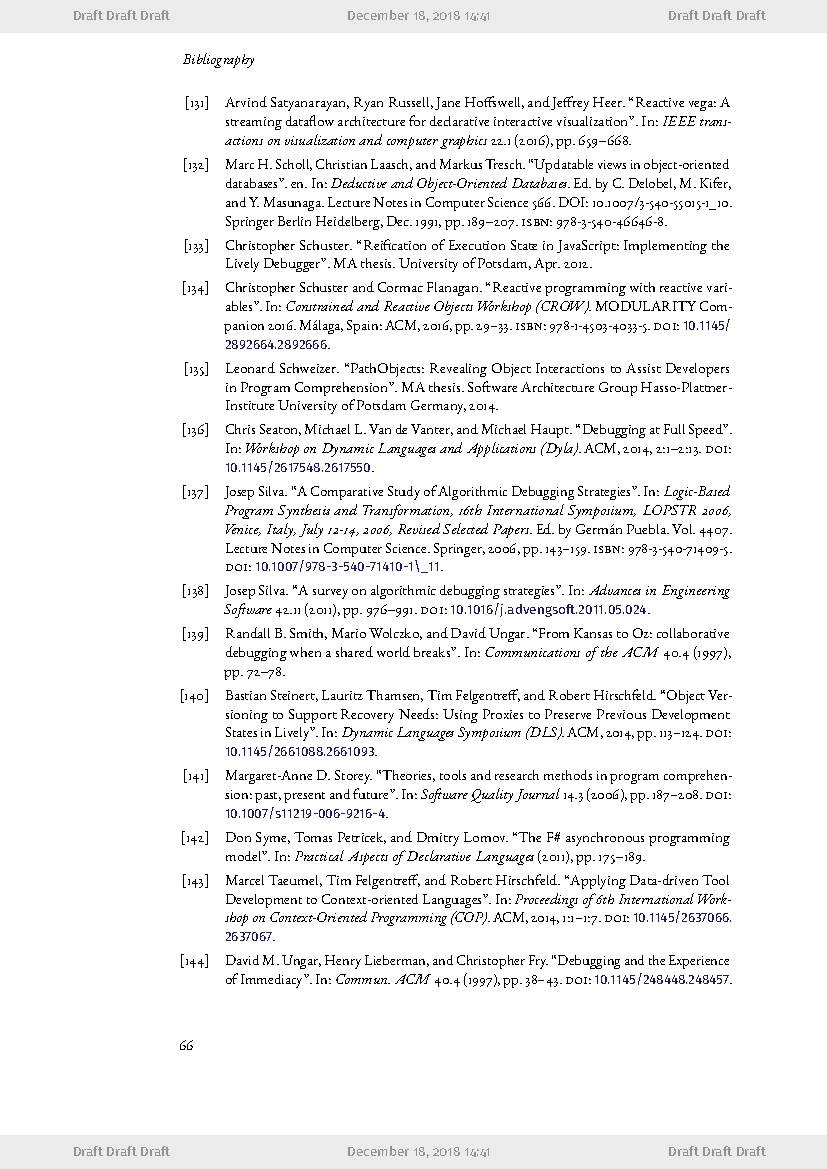 Draft Draft Draft December 18, 2018 14:41 Draft Draft Draft
Bibliography
[131] Arvind Satyanarayan, Ryan Russell, Jane Hoffswell, and Jeffrey Heer. “Reactive vega: A
streaming dataflow architecture for declarative interactive visualization”. In: IEEE trans-
actions on visualization and computer graphics 22.1 (2016), pp. 659–668.
[132] Marc H. Scholl, Christian Laasch, and Markus Tresch. “Updatable views in object-oriented
databases”. en. In: Deductive and Object-Oriented Databases. Ed. by C. Delobel, M. Kifer,
and Y. Masunaga. Lecture Notes in Computer Science 566. DOI: 10.1007/3-540-55015-1_10.
Springer Berlin Heidelberg, Dec. 1991, pp. 189–207. ISBN: 978-3-540-46646-8.
[133] Christopher Schuster. “Reification of Execution State in JavaScript: Implementing the
Lively Debugger”. MA thesis. University of Potsdam, Apr. 2012.
[134] Christopher Schuster and Cormac Flanagan. “Reactive programming with reactive vari-
ables”. In: Constrained and Reactive Objects Workshop (CROW). MODULARITY Com-
panion 2016. Málaga, Spain: ACM, 2016, pp. 29–33. ISBN: 978-1-4503-4033-5. DOI: 10.1145/
2892664.2892666.
[135] Leonard Schweizer. “PathObjects: Revealing Object Interactions to Assist Developers
in Program Comprehension”. MA thesis. Software Architecture Group Hasso-Plattner-
Institute University of Potsdam Germany, 2014.
[136] Chris Seaton, Michael L. Van de Vanter, and Michael Haupt. “Debugging at Full Speed”.
In: Workshop on Dynamic Languages and Applications (Dyla). ACM, 2014, 2:1–2:13. DOI:
10.1145/2617548.2617550.
[137] Josep Silva. “A Comparative Study of Algorithmic Debugging Strategies”. In: Logic-Based
Program Synthesis and Transformation, 16th International Symposium, LOPSTR 2006,
Venice, Italy, July 12-14, 2006, Revised Selected Papers. Ed. by Germán Puebla. Vol. 4407.
Lecture Notes in Computer Science. Springer, 2006, pp. 143–159. ISBN: 978-3-540-71409-5.
DOI: 10.1007/978-3-540-71410-1\_11.
[138] Josep Silva. “A survey on algorithmic debugging strategies”. In: Advances in Engineering
Software 42.11 (2011), pp. 976–991. DOI: 10.1016/j.advengsoft.2011.05.024.
[139] Randall B. Smith, Mario Wolczko, and David Ungar. “From Kansas to Oz: collaborative
debugging when a shared world breaks”. In: Communications of the ACM 40.4 (1997),
pp. 72–78.
[140] Bastian Steinert, Lauritz Thamsen, Tim Felgentreff, and Robert Hirschfeld. “Object Ver-
sioning to Support Recovery Needs: Using Proxies to Preserve Previous Development
States in Lively”. In: Dynamic Languages Symposium (DLS). ACM, 2014, pp. 113–124. DOI:
10.1145/2661088.2661093.
[141] Margaret-Anne D. Storey. “Theories, tools and research methods in program comprehen-
sion: past, present and future”. In: Software Quality Journal 14.3 (2006), pp. 187–208. DOI:
10.1007/s11219-006-9216-4.
[142] Don Syme, Tomas Petricek, and Dmitry Lomov. “The F# asynchronous programming
model”. In: Practical Aspects of Declarative Languages (2011), pp. 175–189.
[143] Marcel Taeumel, Tim Felgentreff, and Robert Hirschfeld. “Applying Data-driven Tool
Development to Context-oriented Languages”. In: Proceedings of 6th International Work-
shop on Context-Oriented Programming (COP). ACM, 2014, 1:1–1:7. DOI: 10.1145/2637066.
2637067.
[144] David M. Ungar, Henry Lieberman, and Christopher Fry. “Debugging and the Experience
of Immediacy”. In: Commun. ACM 40.4 (1997), pp. 38–43. DOI: 10.1145/248448.248457.
66
Draft Draft Draft December 18, 2018 14:41 Draft Draft Draft